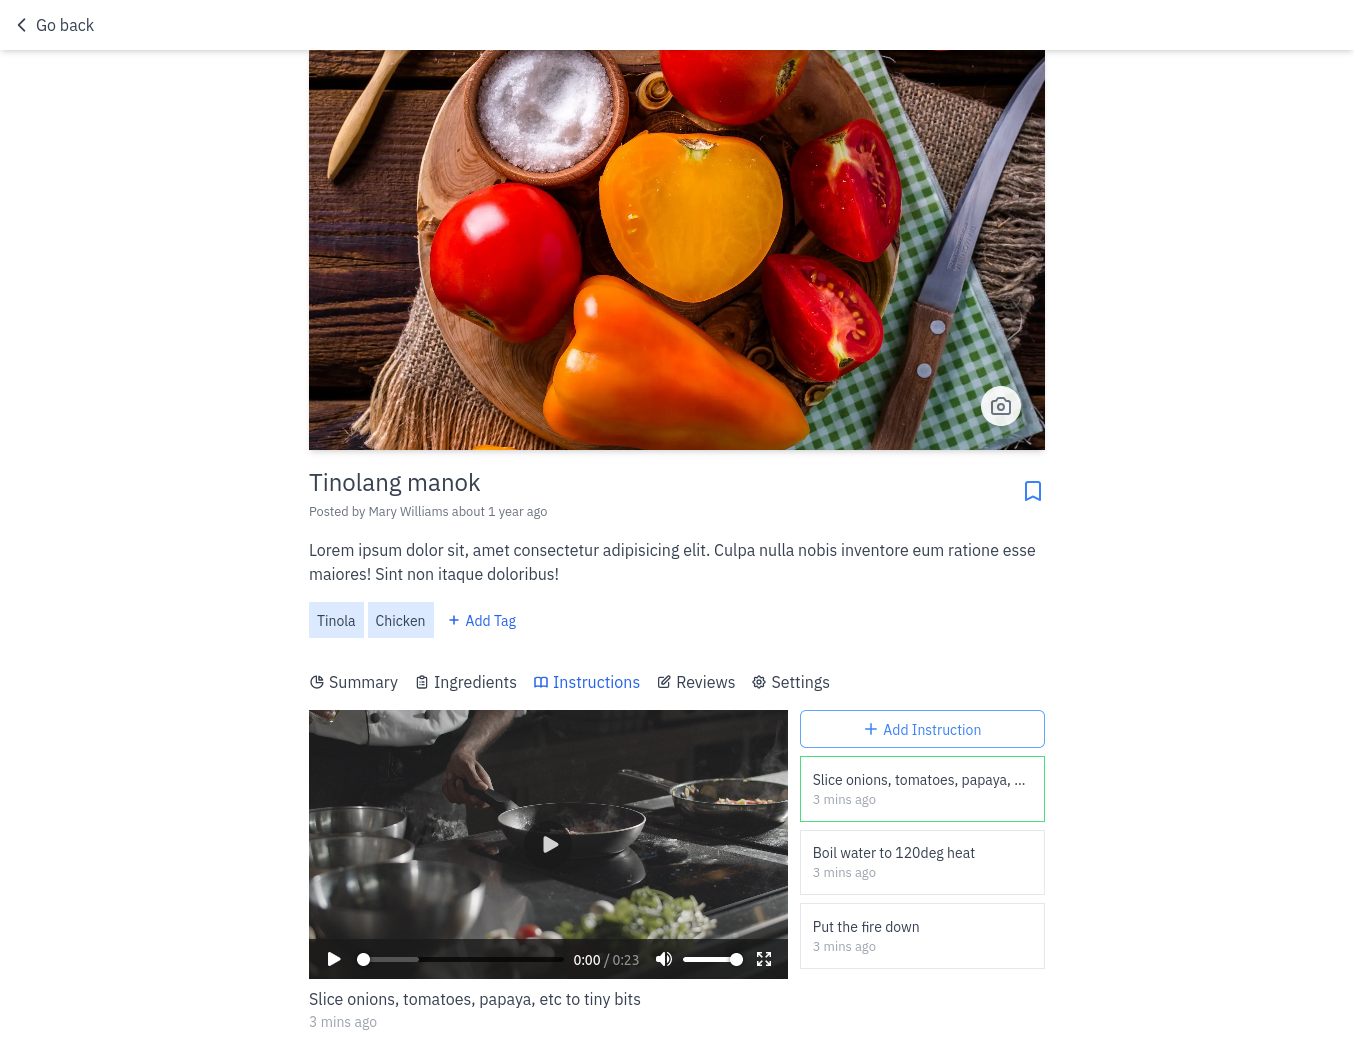 Go back
Tinolang manok
Posted by Mary Williams about 1 year ago
Lorem ipsum dolor sit, amet consectetur adipisicing elit. Culpa nulla nobis inventore eum ratione esse
maiores! Sint non itaque doloribus!
Tinola Chicken + Add Tag
Summary Ingredients Instructions Reviews Settings
+ Add Instruction
Slice onions, tomatoes, papaya, ...
3 mins ago
Boil water to 120deg heat
3 mins ago
Put the fire down
3 mins ago
0:00 / 0:23
Slice onions, tomatoes, papaya, etc to tiny bits
3 mins ago